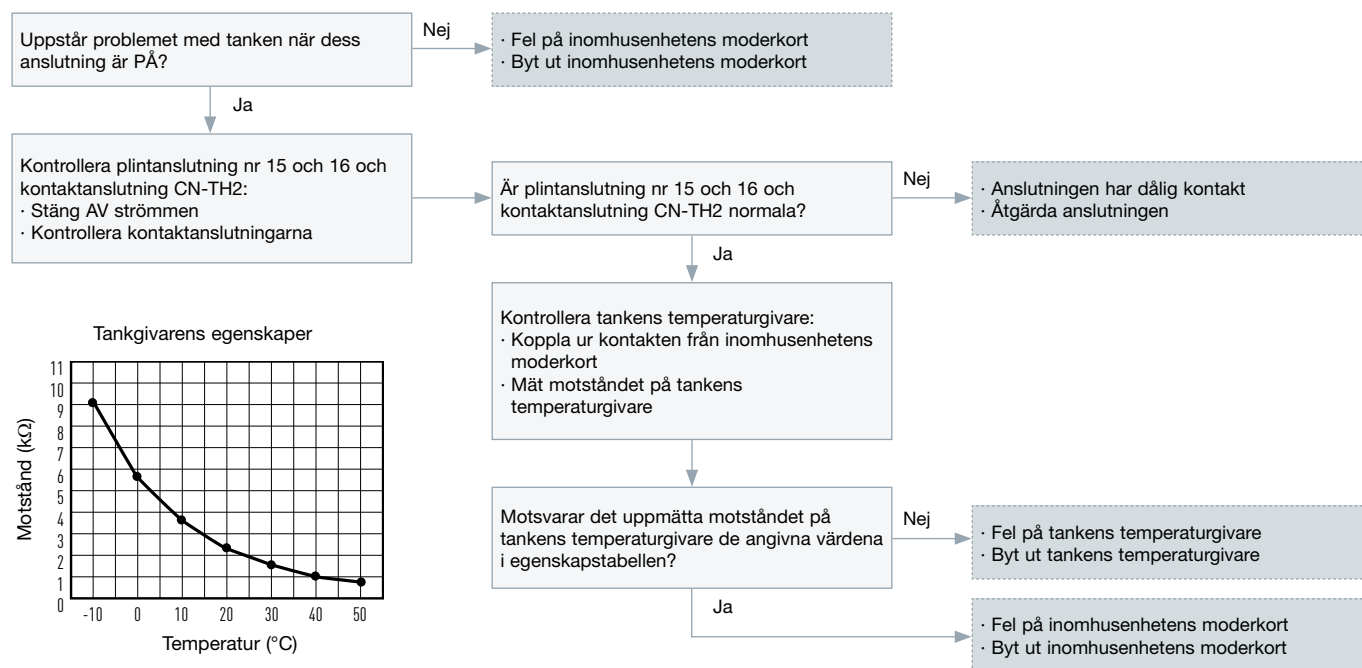 Uppstår problemet med tanken när dess
anslutning är PÅ?
Nej
· Fel på inomhusenhetens moderkort
· Byt ut inomhusenhetens moderkort
Ja
Kontrollera plintanslutning nr 15 och 16 och
kontaktanslutning CN-TH2:
· Stäng AV strömmen
· Kontrollera kontaktanslutningarna
Är plintanslutning nr 15 och 16 och
kontaktanslutning CN-TH2 normala?
Nej
· Anslutningen har dålig kontakt
· Åtgärda anslutningen
Ja
Kontrollera tankens temperaturgivare:
· Koppla ur kontakten från inomhusenhetens
moderkort
· Mät motståndet på tankens
temperaturgivare
Motsvarar det uppmätta motståndet på
tankens temperaturgivare de angivna värdena
i egenskapstabellen?
Nej
· Fel på tankens temperaturgivare
· Byt ut tankens temperaturgivare
Ja
· Fel på inomhusenhetens moderkort
· Byt ut inomhusenhetens moderkort
Tankgivarens egenskaper
Motstånd (kΩ)
11
10
9
8
7
6
5
4
3
2
1
0
-10 0 10 20 30 40 50
Temperatur (°C)